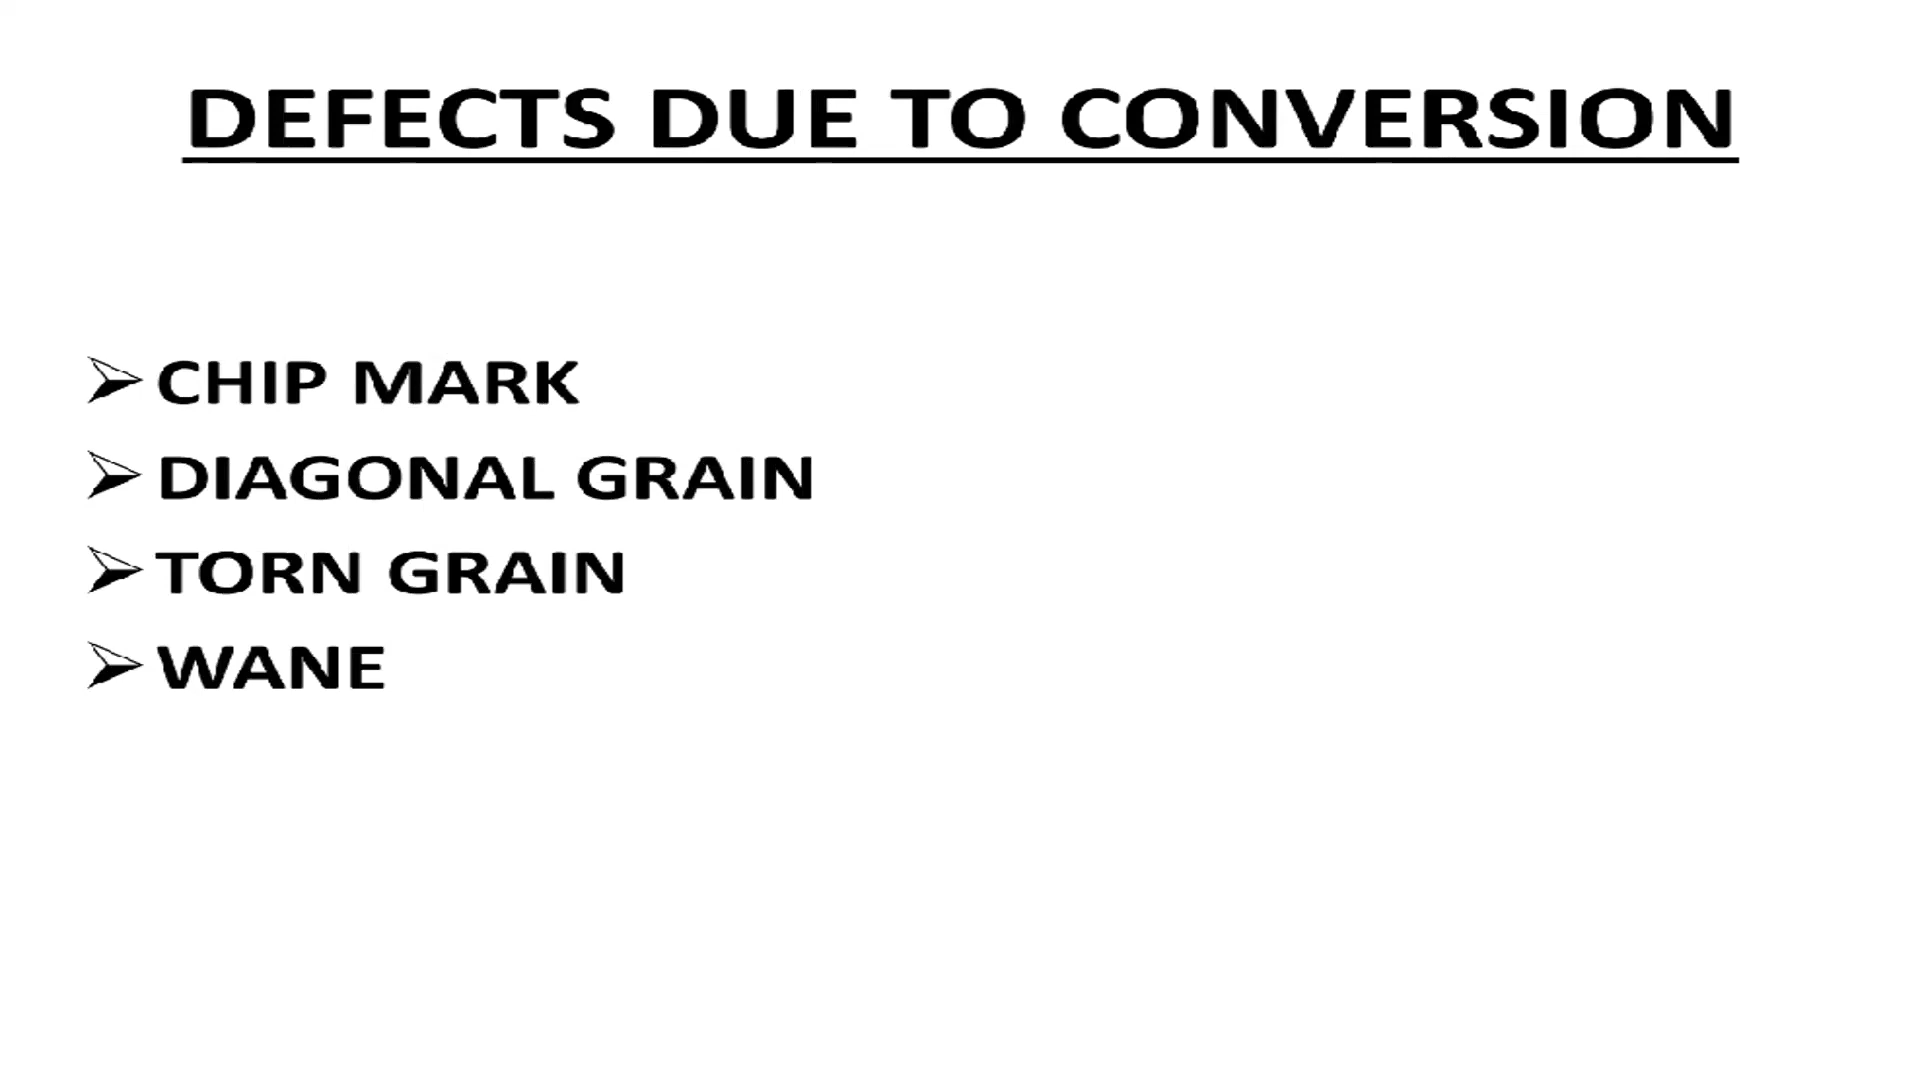 DEFECTS DUE TO CONVERSION
➢ CHIP MARK
➢ DIAGONAL GRAIN
➢ TORN GRAIN
➢ WANE